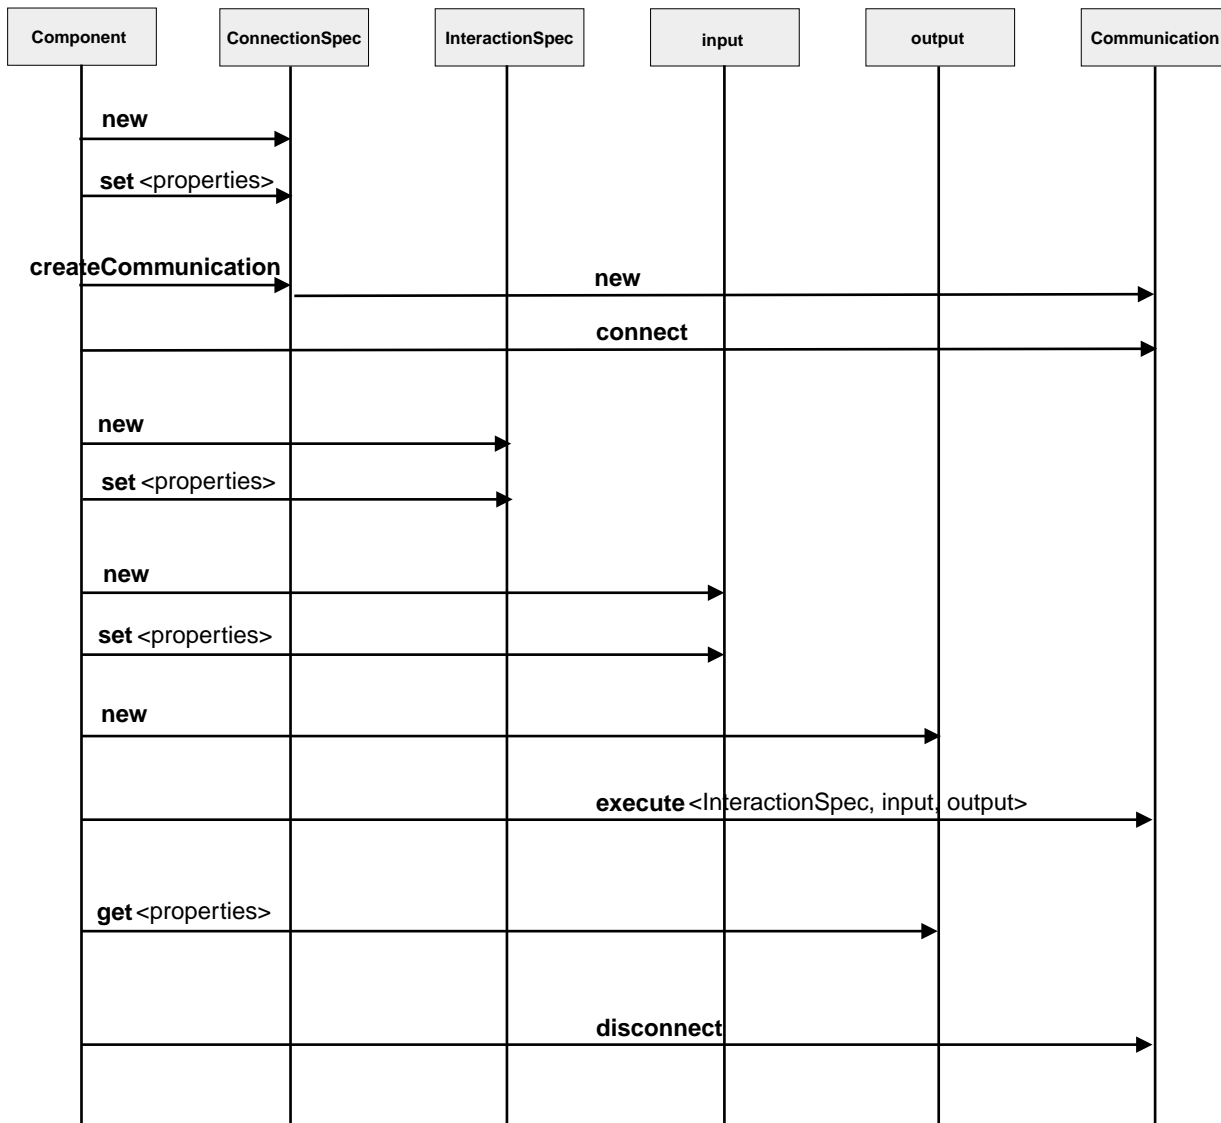 Component ConnectionSpec InteractionSpec input output Communication
new
set <properties>
createCommunication new
connect
new
set <properties>
new
set <properties>
new
execute <InteractionSpec, input, output>
get <properties>
disconnect